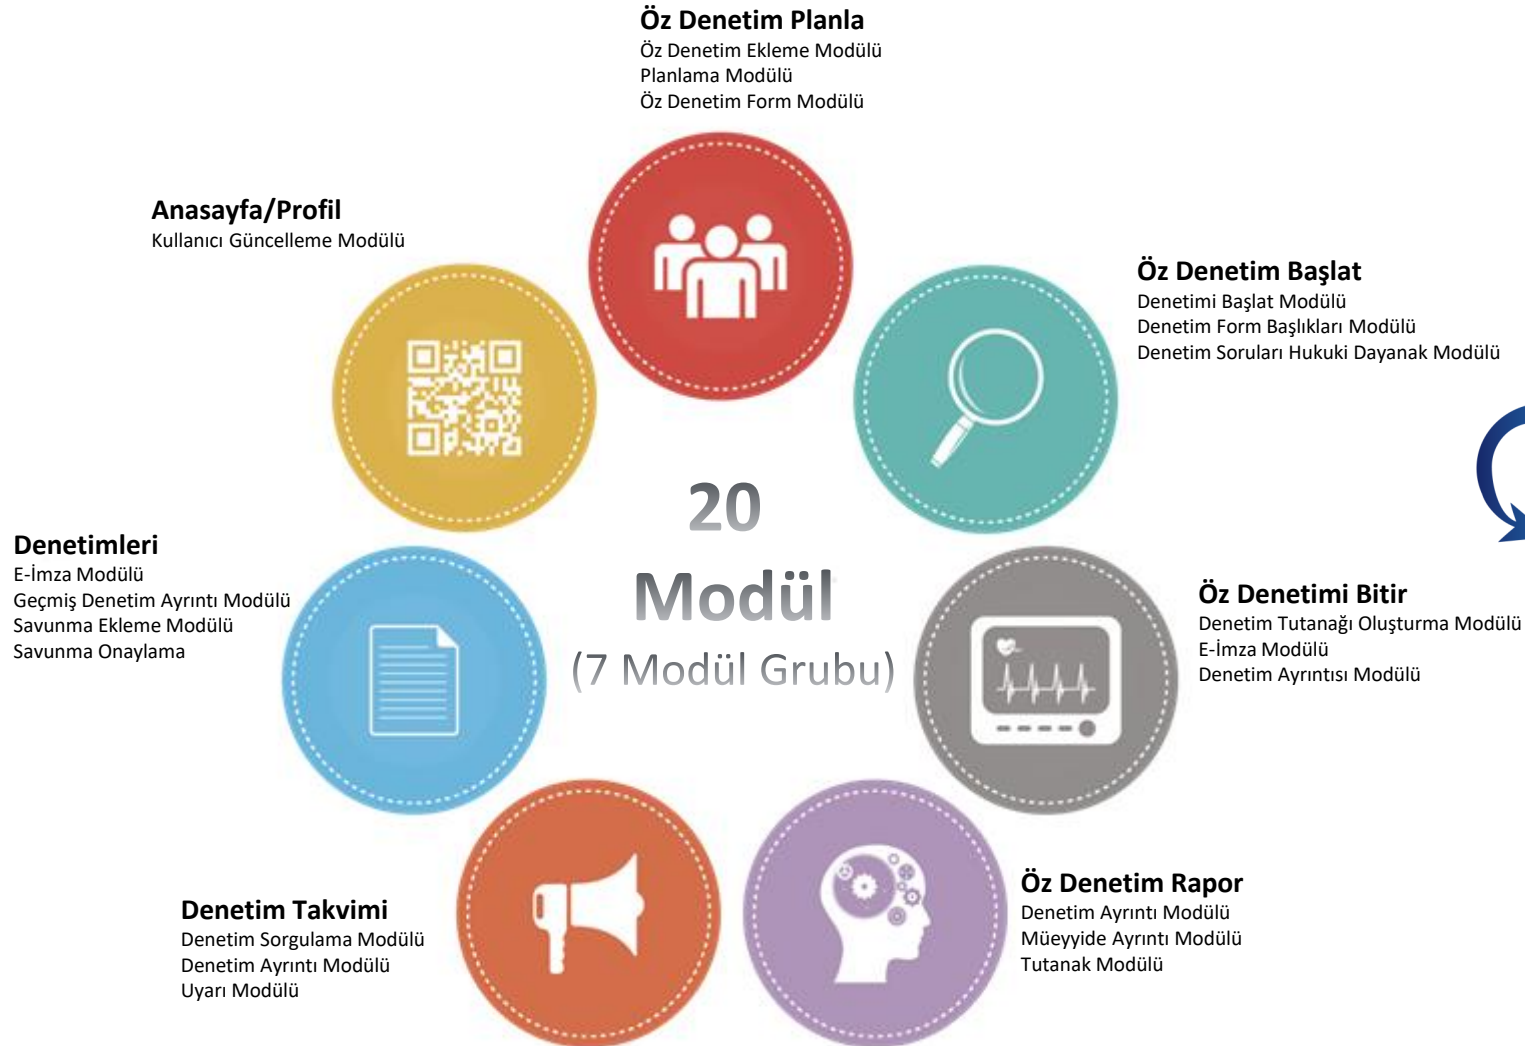 Öz Denetim Planla
Öz Denetim Ekleme Modülü
Planlama Modülü
Öz Denetim Form Modülü
Anasayfa/Profil
Kullanıcı Güncelleme Modülü
Öz Denetim Başlat
Denetimi Başlat Modülü
Denetim Form Başlıkları Modülü
Denetim Soruları Hukuki Dayanak Modülü
20
Modül
(7 Modül Grubu)
Denetimleri
E-İmza Modülü
Geçmiş Denetim Ayrıntı Modülü
Savunma Ekleme Modülü
Savunma Onaylama
Öz Denetimi Bitir
Denetim Tutanağı Oluşturma Modülü
E-İmza Modülü
Denetim Ayrıntısı Modülü
Denetim Takvimi
Denetim Sorgulama Modülü
Denetim Ayrıntı Modülü
Uyarı Modülü
Öz Denetim Rapor
Denetim Ayrıntı Modülü
Müeyyide Ayrıntı Modülü
Tutanak Modülü